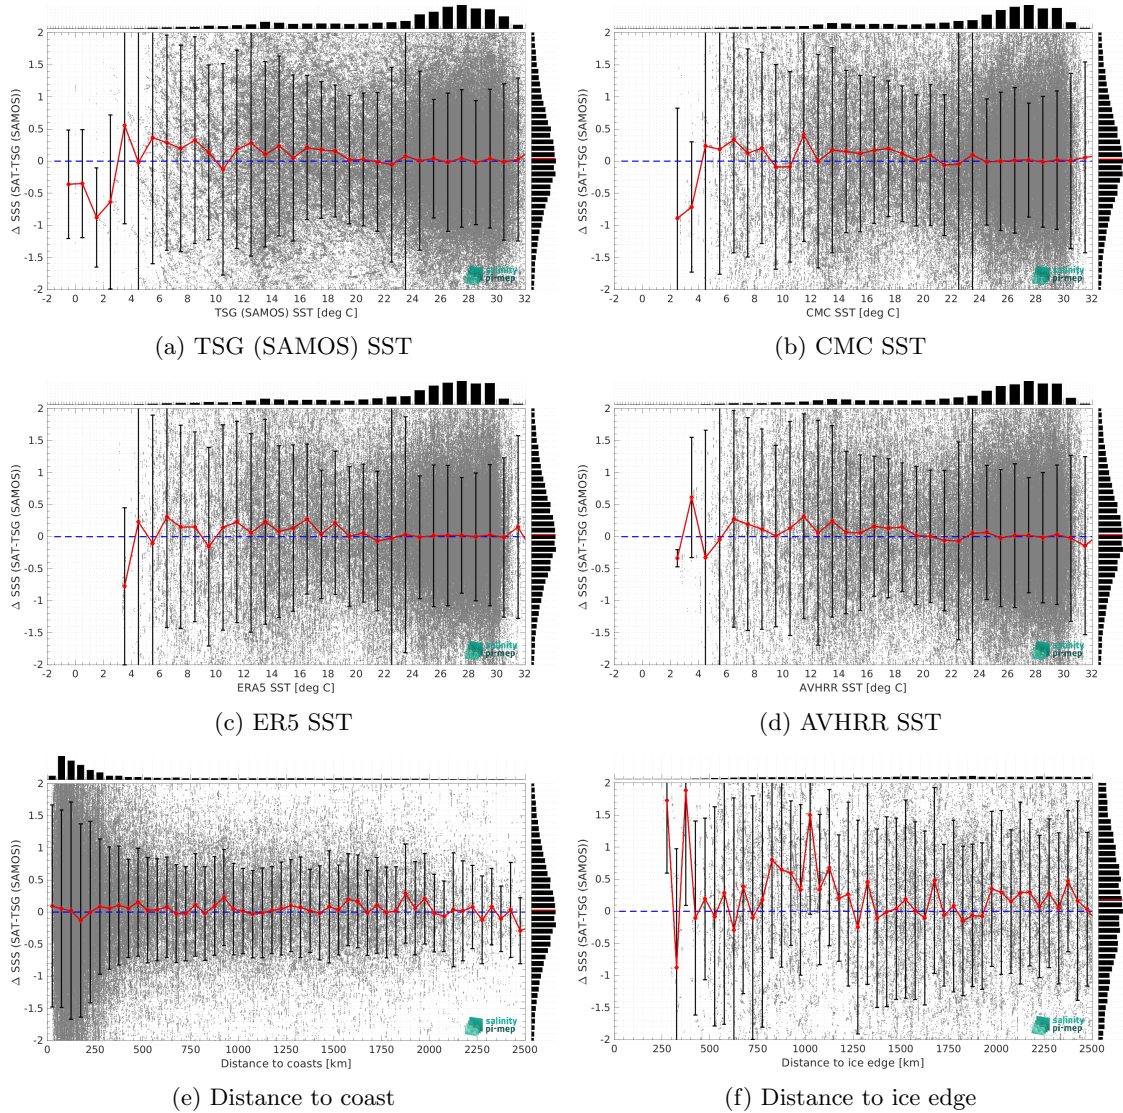 2
1.5
1
0.5
0
-0.5
-1
-1.5
-2
Δ SSS (SAT-TSG (SAMOS))
salinity
pi-mep
-2 0 2 4 6 8 10 12 14 16 18 20 22 24 26 28 30 32
TSG (SAMOS) SST [deg C]
(a) TSG (SAMOS) SST
2
1.5
1
0.5
0
-0.5
-1
-1.5
-2
Δ SSS (SAT-TSG (SAMOS))
salinity
pi-mep
-2 0 2 4 6 8 10 12 14 16 18 20 22 24 26 28 30 32
CMC SST [deg C]
(b) CMC SST
2
1.5
1
0.5
0
-0.5
-1
-1.5
-2
Δ SSS (SAT-TSG (SAMOS))
salinity
pi-mep
-2 0 2 4 6 8 10 12 14 16 18 20 22 24 26 28 30 32
ERA5 SST [deg C]
(c) ER5 SST
2
1.5
1
0.5
0
-0.5
-1
-1.5
-2
Δ SSS (SAT-TSG (SAMOS))
salinity
pi-mep
-2 0 2 4 6 8 10 12 14 16 18 20 22 24 26 28 30 32
AVHRR SST [deg C]
(d) AVHRR SST
2
1.5
1
0.5
0
-0.5
-1
-1.5
-2
Δ SSS (SAT-TSG (SAMOS))
salinity
pi-mep
0 250 500 750 1000 1250 1500 1750 2000 2250 2500
Distance to coasts [km]
(e) Distance to coast
2
1.5
1
0.5
0
-0.5
-1
-1.5
-2
Δ SSS (SAT-TSG (SAMOS))
salinity
pi-mep
0 250 500 750 1000 1250 1500 1750 2000 2250 2500
Distance to ice edge [km]
(f) Distance to ice edge